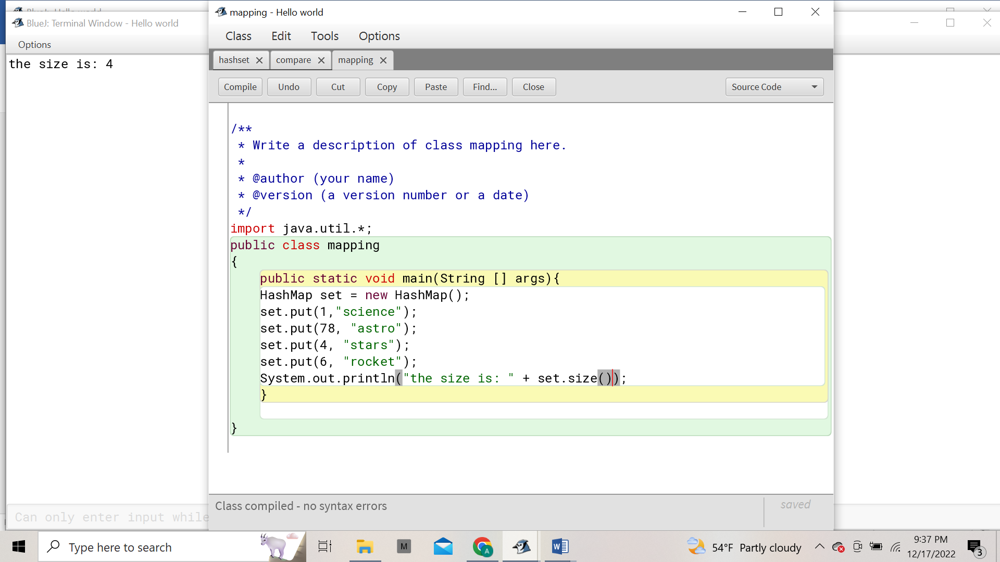 BlueJ: Hello world
BlueJ: Terminal Window - Hello world
Options
the size is: 4
Can only enter input while
mapping - Hello world
Class Edit Tools Options
hashset compare mapping
Compile Undo Cut Copy Paste Find... Close Source Code
/**
* Write a description of class mapping here.
*
* @author (your name)
* @version (a version number or a date)
*/
import java.util.*;
public class mapping
{
public static void main(String [] args){
HashMap set = new HashMap();
set.put(1,"science");
set.put(78, "astro");
set.put(4, "stars");
set.put(6, "rocket");
System.out.println("the size is: " + set.size());
}
}
Class compiled - no syntax errors
saved
Type here to search
M
A
W
54°F Partly cloudy
9:37 PM
12/17/2022
3